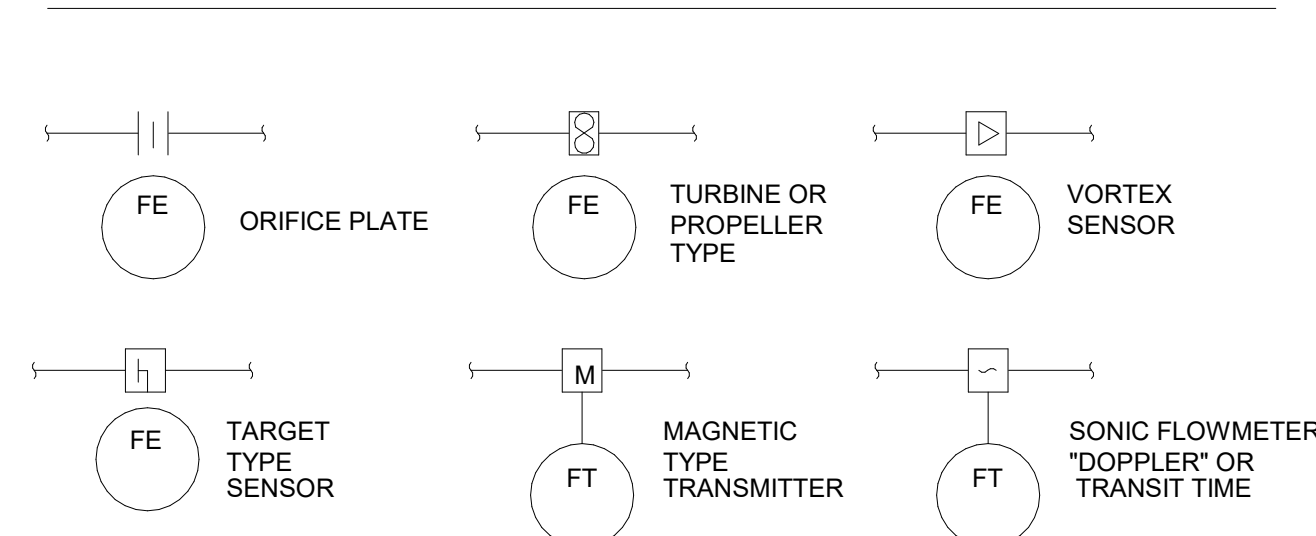 FE
ORIFICE PLATE
FE
TURBINE OR
PROPELLER
TYPE
FE
VORTEX
SENSOR
FE
TARGET
TYPE
SENSOR
M
FT
MAGNETIC
TYPE
TRANSMITTER
FT
SONIC FLOWMETER
"DOPPLER" OR
TRANSIT TIME